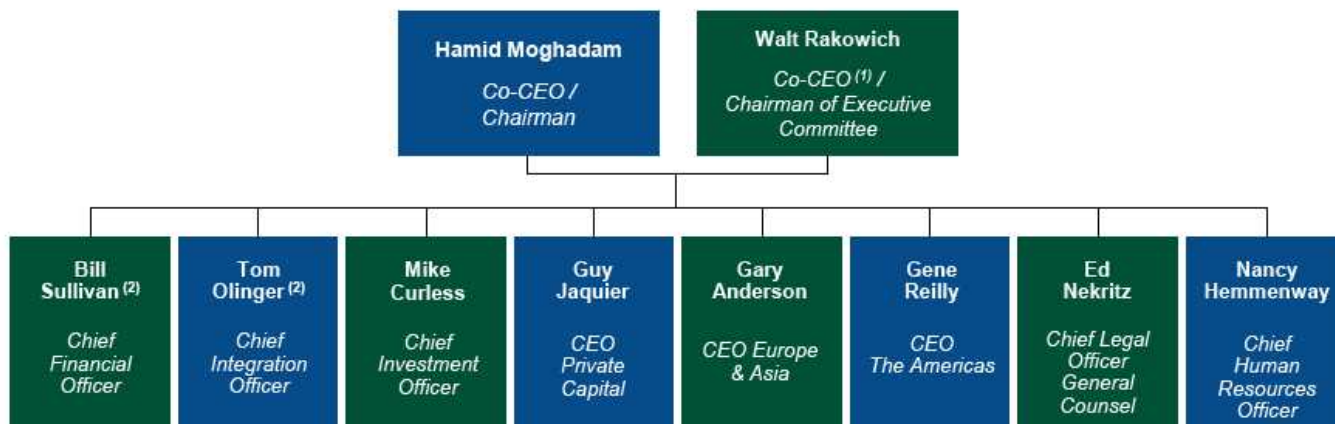 Hamid Moghadam
Co-CEO /
Chairman
Walt Rakowich
Co-CEO (1) /
Chairman of Executive
Committee
Bill
Sullivan (2)
Chief
Financial
Officer
Tom
Olinger (2)
Chief
Integration
Officer
Mike
Curless
Chief
Investment
Officer
Guy
Jaquier
CEO
Private
Capital
Gary
Anderson
CEO Europe
& Asia
Gene
Reilly
CEO
The Americas
Ed
Nekritz
Chief Legal
Officer
General
Counsel
Nancy
Hemmenway
Chief
Human
Resources
Officer